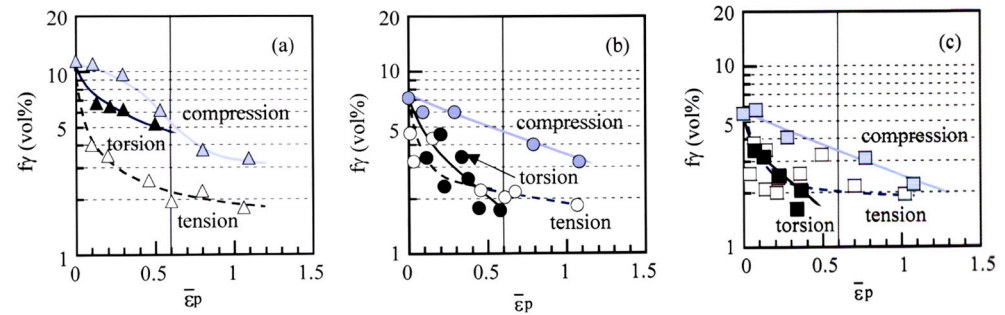 20
10
5
1
fγ (vol%)
(a)
compression
torsion
tension
0
0.5
1
1.5
ε̅p
20
10
5
1
fγ (vol%)
(b)
compression
torsion
tension
0
0.5
1
1.5
ε̅p
20
10
5
1
fγ (vol%)
(c)
compression
torsion
tension
0
0.5
1
1.5
ε̅p